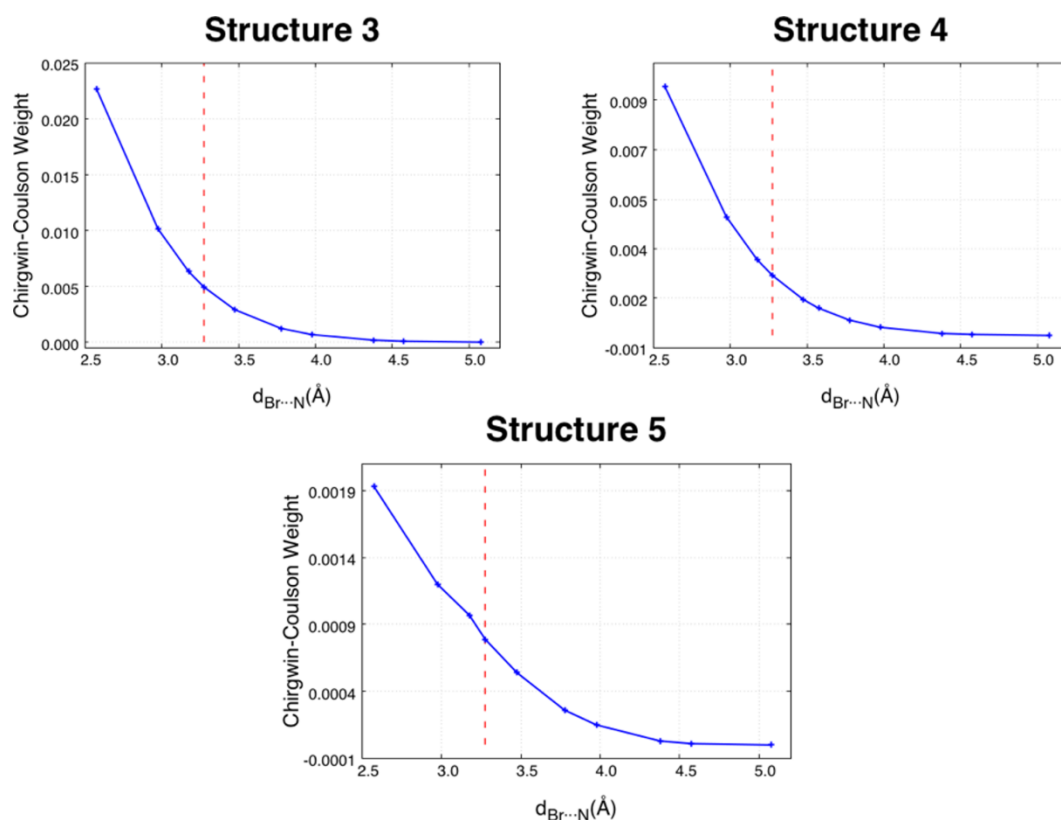 Structure 3
Chirgwin-Coulson Weight
0.025
0.020
0.015
0.010
0.005
0.000
2.5 3.0 3.5 4.0 4.5 5.0
d_Br···N(Å)
Structure 4
Chirgwin-Coulson Weight
0.009
0.007
0.005
0.004
0.002
-0.001
2.5 3.0 3.5 4.0 4.5 5.0
d_Br···N(Å)
Structure 5
Chirgwin-Coulson Weight
0.0019
0.0014
0.0009
0.0004
-0.0001
2.5 3.0 3.5 4.0 4.5 5.0
d_Br···N(Å)